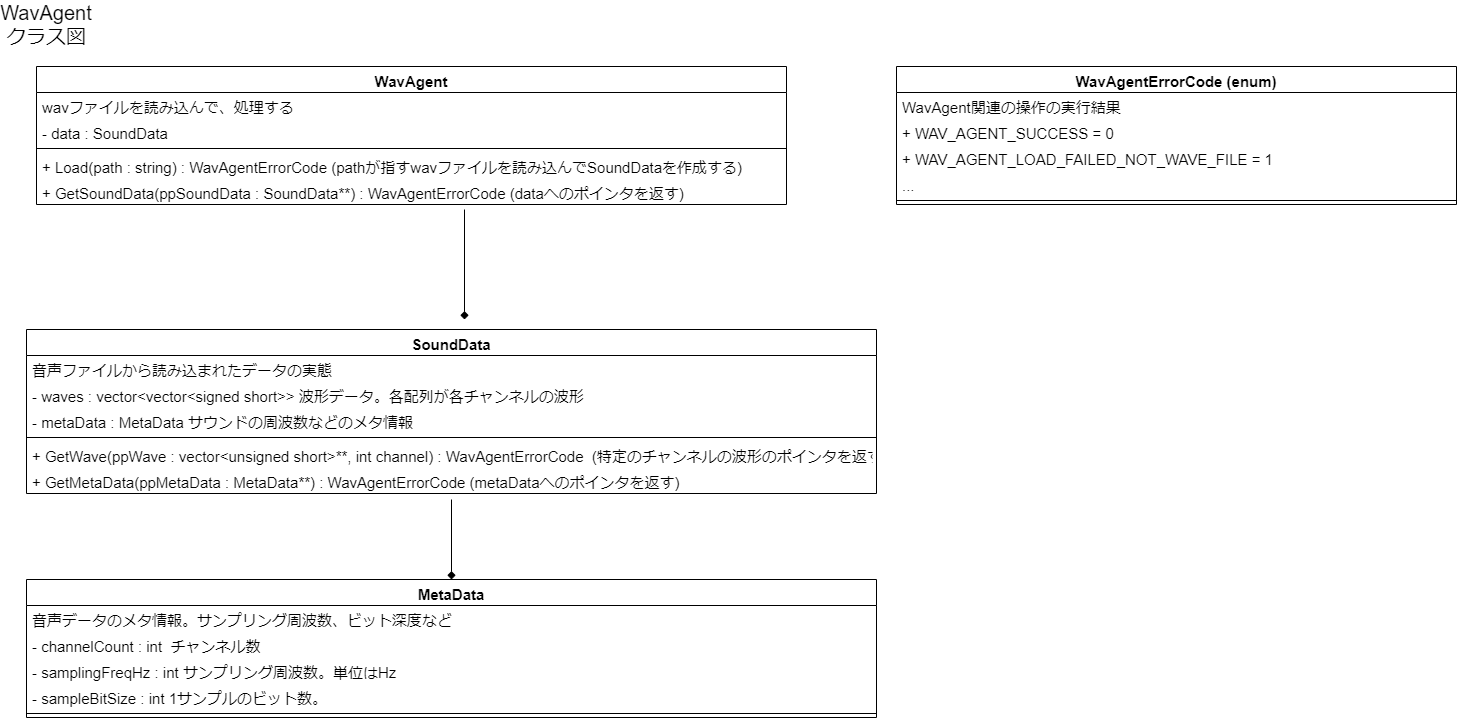 WavAgent
クラス図
WavAgent
wavファイルを読み込んで、処理する
- data : SoundData
+ Load(path : string) : WavAgentErrorCode (pathが指すwavファイルを読み込んでSoundDataを作成する)
+ GetSoundData(ppSoundData : SoundData**) : WavAgentErrorCode (dataへのポインタを返す)
WavAgentErrorCode (enum)
WavAgent関連の操作の実行結果
+ WAV_AGENT_SUCCESS = 0
+ WAV_AGENT_LOAD_FAILED_NOT_WAVE_FILE = 1
...
SoundData
音声ファイルから読み込まれたデータの実態
- waves : vector<vector<signed short>> 波形データ。各配列が各チャンネルの波形
- metaData : MetaData サウンドの周波数などのメタ情報
+ GetWave(ppWave : vector<unsigned short>**, int channel) : WavAgentErrorCode  (特定のチャンネルの波形のポインタを返す
+ GetMetaData(ppMetaData : MetaData**) : WavAgentErrorCode (metaDataへのポインタを返す)
MetaData
音声データのメタ情報。サンプリング周波数、ビット深度など
- channelCount : int  チャンネル数
- samplingFreqHz : int サンプリング周波数。単位はHz
- sampleBitSize : int 1サンプルのビット数。